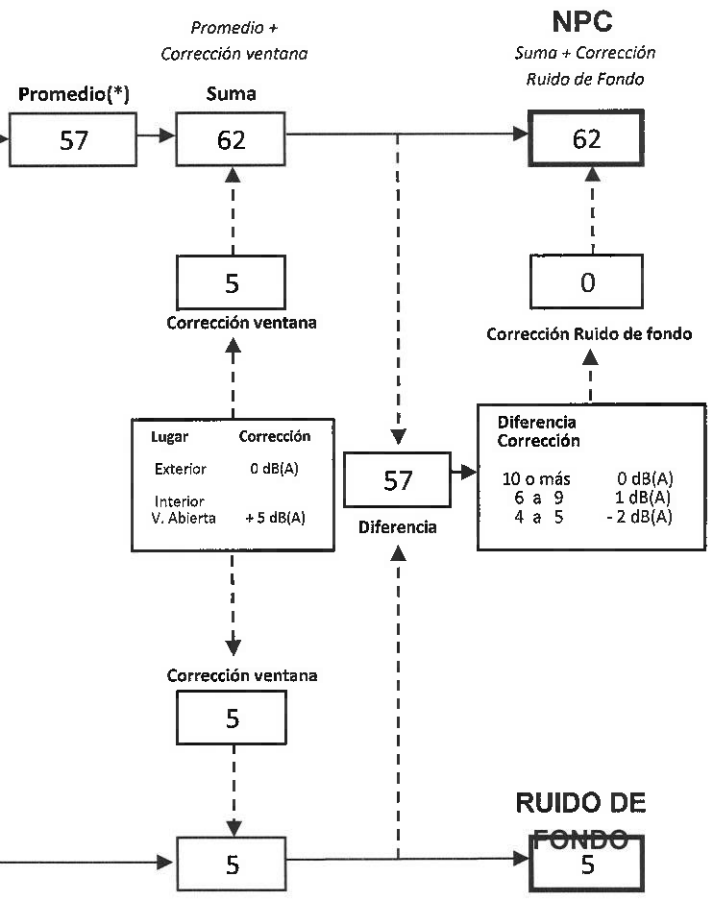 Promedio +
Corrección ventana
NPC
Suma + Corrección
Ruido de Fondo
Promedio(*)
Suma
57
62
62
5
0
Corrección ventana
Corrección Ruido de fondo
Lugar Corrección
Exterior 0 dB(A)
Interior
V. Abierta + 5 dB(A)
57
Diferencia
Diferencia
Corrección
10 o más 0 dB(A)
6 a 9 1 dB(A)
4 a 5 - 2 dB(A)
Corrección ventana
5
RUIDO DE
FONDO
5
5